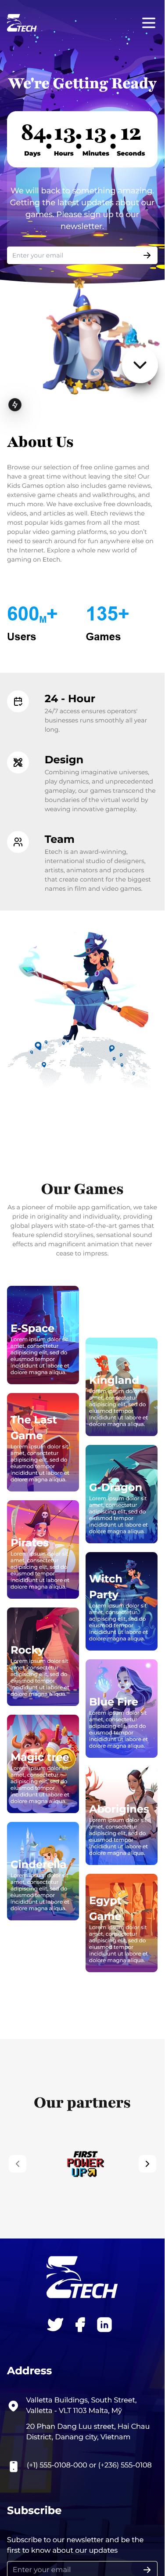 ETECH
We're Getting Ready
84:13:13:12
Days Hours Minutes Seconds
We will back to something amazing.
Getting the latest updates about our
games. Please sign up to our
newsletter.
Enter your email
About Us
Browse our selection of free online games and
have a great time without leaving the site! Our
Kids Games option also includes game reviews,
extensive game cheats and walkthroughs, and
much more. We have exclusive free downloads,
videos, and articles as well. Etech reviews the
most popular kids games from all the most
popular video gaming platforms, so you don't
need to search around for fun anywhere else on
the Internet. Explore a whole new world of
gaming on Etech.
600M+ 135+
Users Games
24 - Hour
24/7 access ensures operators'
businesses runs smoothly all year
long.
Design
Combining imaginative universes,
play dynamics, and unprecedented
gameplay, our games transcend the
boundaries of the virtual world by
weaving innovative gameplay.
Team
Etech is an award-winning,
international studio of designers,
artists, animators and producers
that create content for the biggest
names in film and video games.
Our Games
As a pioneer of mobile app gamification, we take
pride in originality and individuality, providing
global players with state-of-the-art games that
feature splendid storylines, sensational sound
effects and magnificent animation that never
cease to impress.
E-Space
Lorem ipsum dolor sit
amet, consectetur
adipiscing elit, sed do
eiusmod tempor
incididunt ut labore et
dolore magna aliqua.
The Last
Game
Lorem ipsum dolor sit
amet, consectetur
adipiscing elit, sed do
eiusmod tempor
incididunt ut labore et
dolore magna aliqua.
Pirates
Lorem ipsum dolor sit
amet, consectetur
adipiscing elit, sed do
eiusmod tempor
incididunt ut labore et
dolore magna aliqua.
Rocky
Lorem ipsum dolor sit
amet, consectetur
adipiscing elit, sed do
eiusmod tempor
incididunt ut labore et
dolore magna aliqua.
Magic tree
Lorem ipsum dolor sit
amet, consectetur
adipiscing elit, sed do
eiusmod tempor
incididunt ut labore et
dolore magna aliqua.
Cinderella
Lorem ipsum dolor sit
amet, consectetur
adipiscing elit, sed do
eiusmod tempor
incididunt ut labore et
dolore magna aliqua.
Kingland
Lorem ipsum dolor sit
amet, consectetur
adipiscing elit, sed do
eiusmod tempor
incididunt ut labore et
dolore magna aliqua.
G-Dragon
Lorem ipsum dolor sit
amet, consectetur
adipiscing elit, sed do
eiusmod tempor
incididunt ut labore et
dolore magna aliqua.
Witch
Party
Lorem ipsum dolor sit
amet, consectetur
adipiscing elit, sed do
eiusmod tempor
incididunt ut labore et
dolore magna aliqua.
Blue Fire
Lorem ipsum dolor sit
amet, consectetur
adipiscing elit, sed do
eiusmod tempor
incididunt ut labore et
dolore magna aliqua.
Aborigines
Lorem ipsum dolor sit
amet, consectetur
adipiscing elit, sed do
eiusmod tempor
incididunt ut labore et
dolore magna aliqua.
Egypt
Game
Lorem ipsum dolor sit
amet, consectetur
adipiscing elit, sed do
eiusmod tempor
incididunt ut labore et
dolore magna aliqua.
Our partners
FIRST
POWER
UP
ETECH
Address
Valletta Buildings, South Street,
Valletta - VLT 1103 Malta, Mỹ
20 Phan Dang Luu street, Hai Chau
District, Danang city, Vietnam
(+1) 555-0108-000 or (+236) 555-0108
Subscribe
Subscribe to our newsletter and be the
first to know about our updates
Enter your email